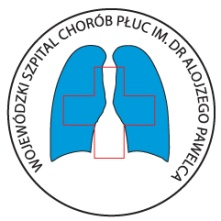 WOJEWÓDZKI SZPITAL CHORÓB PŁUC IM. DR ALOJZEGO PAWELCA